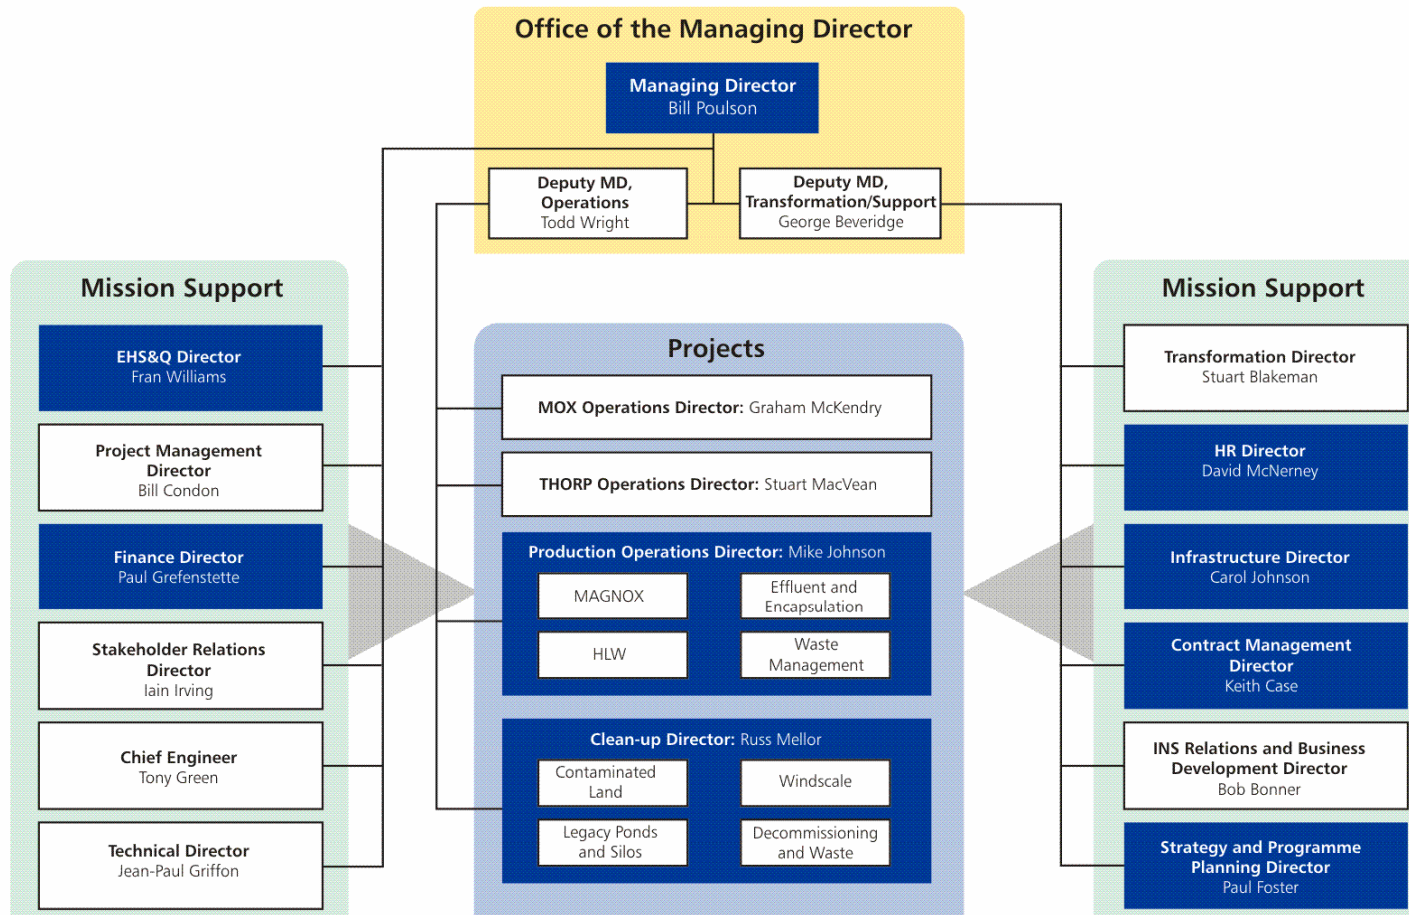 Office of the Managing Director
Managing Director
Bill Poulson
Deputy MD,
Operations
Todd Wright
Deputy MD,
Transformation/Support
George Beveridge
Mission Support
EHS&Q Director
Fran Williams
Project Management
Director
Bill Condon
Finance Director
Paul Grefenstette
Stakeholder Relations
Director
Iain Irving
Chief Engineer
Tony Green
Technical Director
Jean-Paul Griffon
Projects
MOX Operations Director: Graham McKendry
THORP Operations Director: Stuart MacVean
Production Operations Director: Mike Johnson
MAGNOX
Effluent and
Encapsulation
HLW
Waste
Management
Clean-up Director: Russ Mellor
Contaminated
Land
Windscale
Legacy Ponds
and Silos
Decommissioning
and Waste
Mission Support
Transformation Director
Stuart Blakeman
HR Director
David McNerney
Infrastructure Director
Carol Johnson
Contract Management
Director
Keith Case
INS Relations and Business
Development Director
Bob Bonner
Strategy and Programme
Planning Director
Paul Foster